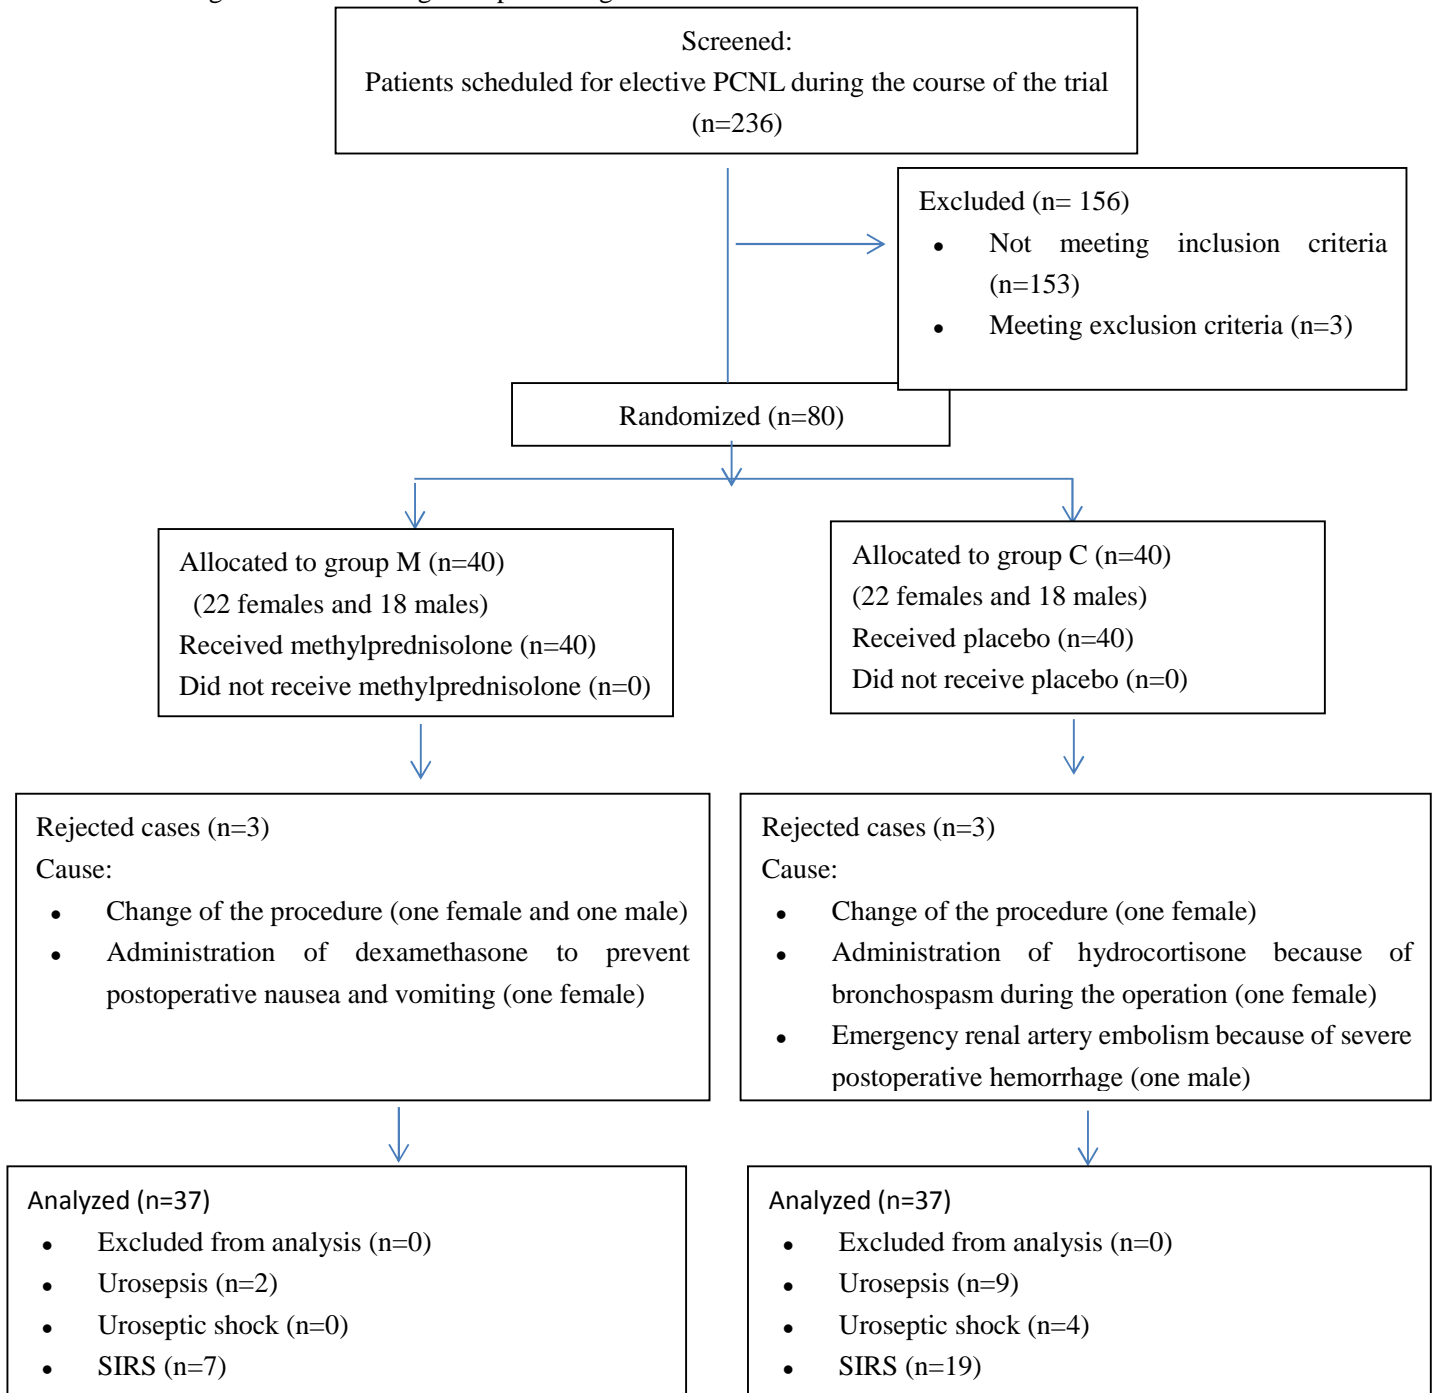 Screened:
Patients scheduled for elective PCNL during the course of the trial
(n=236)
Excluded (n= 156)
● Not meeting inclusion criteria
(n=153)
● Meeting exclusion criteria (n=3)
Randomized (n=80)
Allocated to group M (n=40)
(22 females and 18 males)
Received methylprednisolone (n=40)
Did not receive methylprednisolone (n=0)
Allocated to group C (n=40)
(22 females and 18 males)
Received placebo (n=40)
Did not receive placebo (n=0)
Rejected cases (n=3)
Cause:
● Change of the procedure (one female and one male)
● Administration of dexamethasone to prevent
postoperative nausea and vomiting (one female)
Rejected cases (n=3)
Cause:
● Change of the procedure (one female)
● Administration of hydrocortisone because of
bronchospasm during the operation (one female)
● Emergency renal artery embolism because of severe
postoperative hemorrhage (one male)
Analyzed (n=37)
● Excluded from analysis (n=0)
● Urosepsis (n=2)
● Uroseptic shock (n=0)
● SIRS (n=7)
Analyzed (n=37)
● Excluded from analysis (n=0)
● Urosepsis (n=9)
● Uroseptic shock (n=4)
● SIRS (n=19)